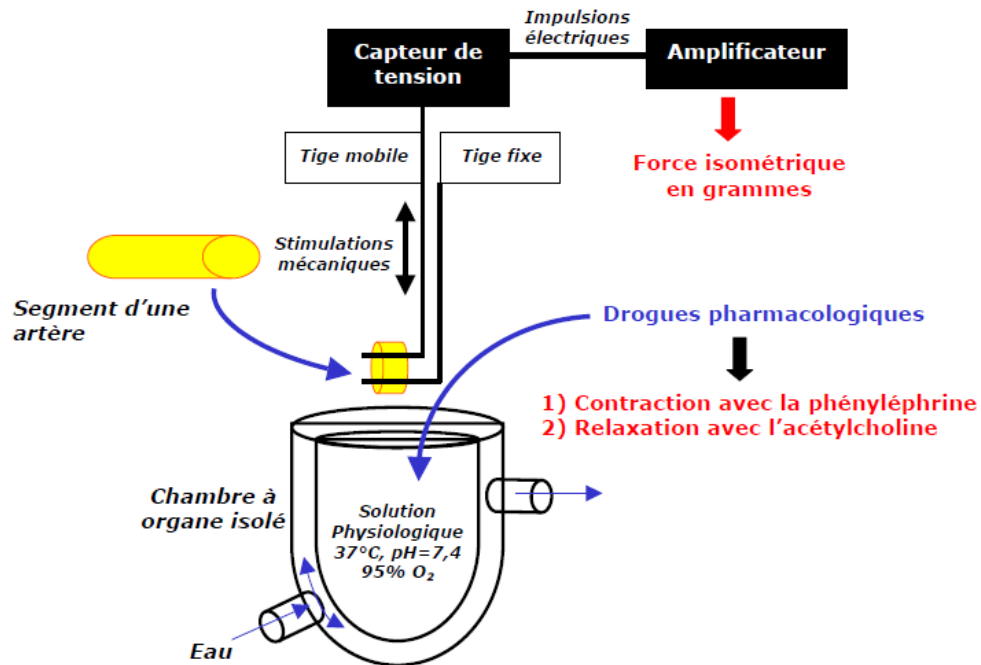 Impulsions
électriques
Capteur de
tension
Amplificateur
Tige mobile
Tige fixe
Force isométrique
en grammes
Stimulations
mécaniques
Segment d'une
artère
Drogues pharmacologiques
1) Contraction avec la phényléphrine
2) Relaxation avec l'acétylcholine
Chambre à
organe isolé
Solution
Physiologique
37°C, pH=7,4
95% O₂
Eau